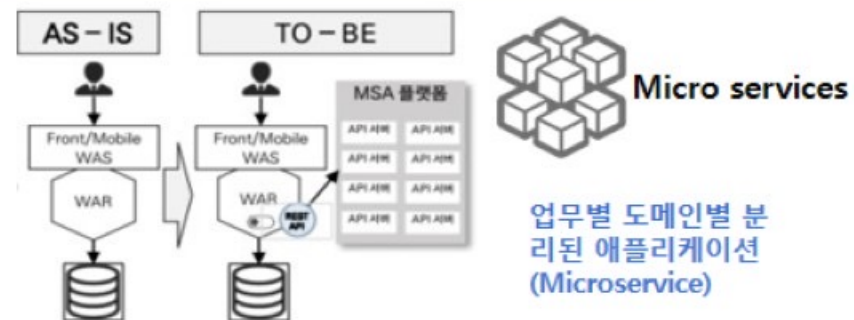 AS – IS
TO – BE
Front/Mobile
WAS
WAR
Front/Mobile
WAS
WAR
REST
API
MSA 플랫폼
API 서버 API 서버
API 서버 API 서버
API 서버 API 서버
API 서버 API 서버
Micro services
업무별 도메인별 분
리된 애플리케이션
(Microservice)